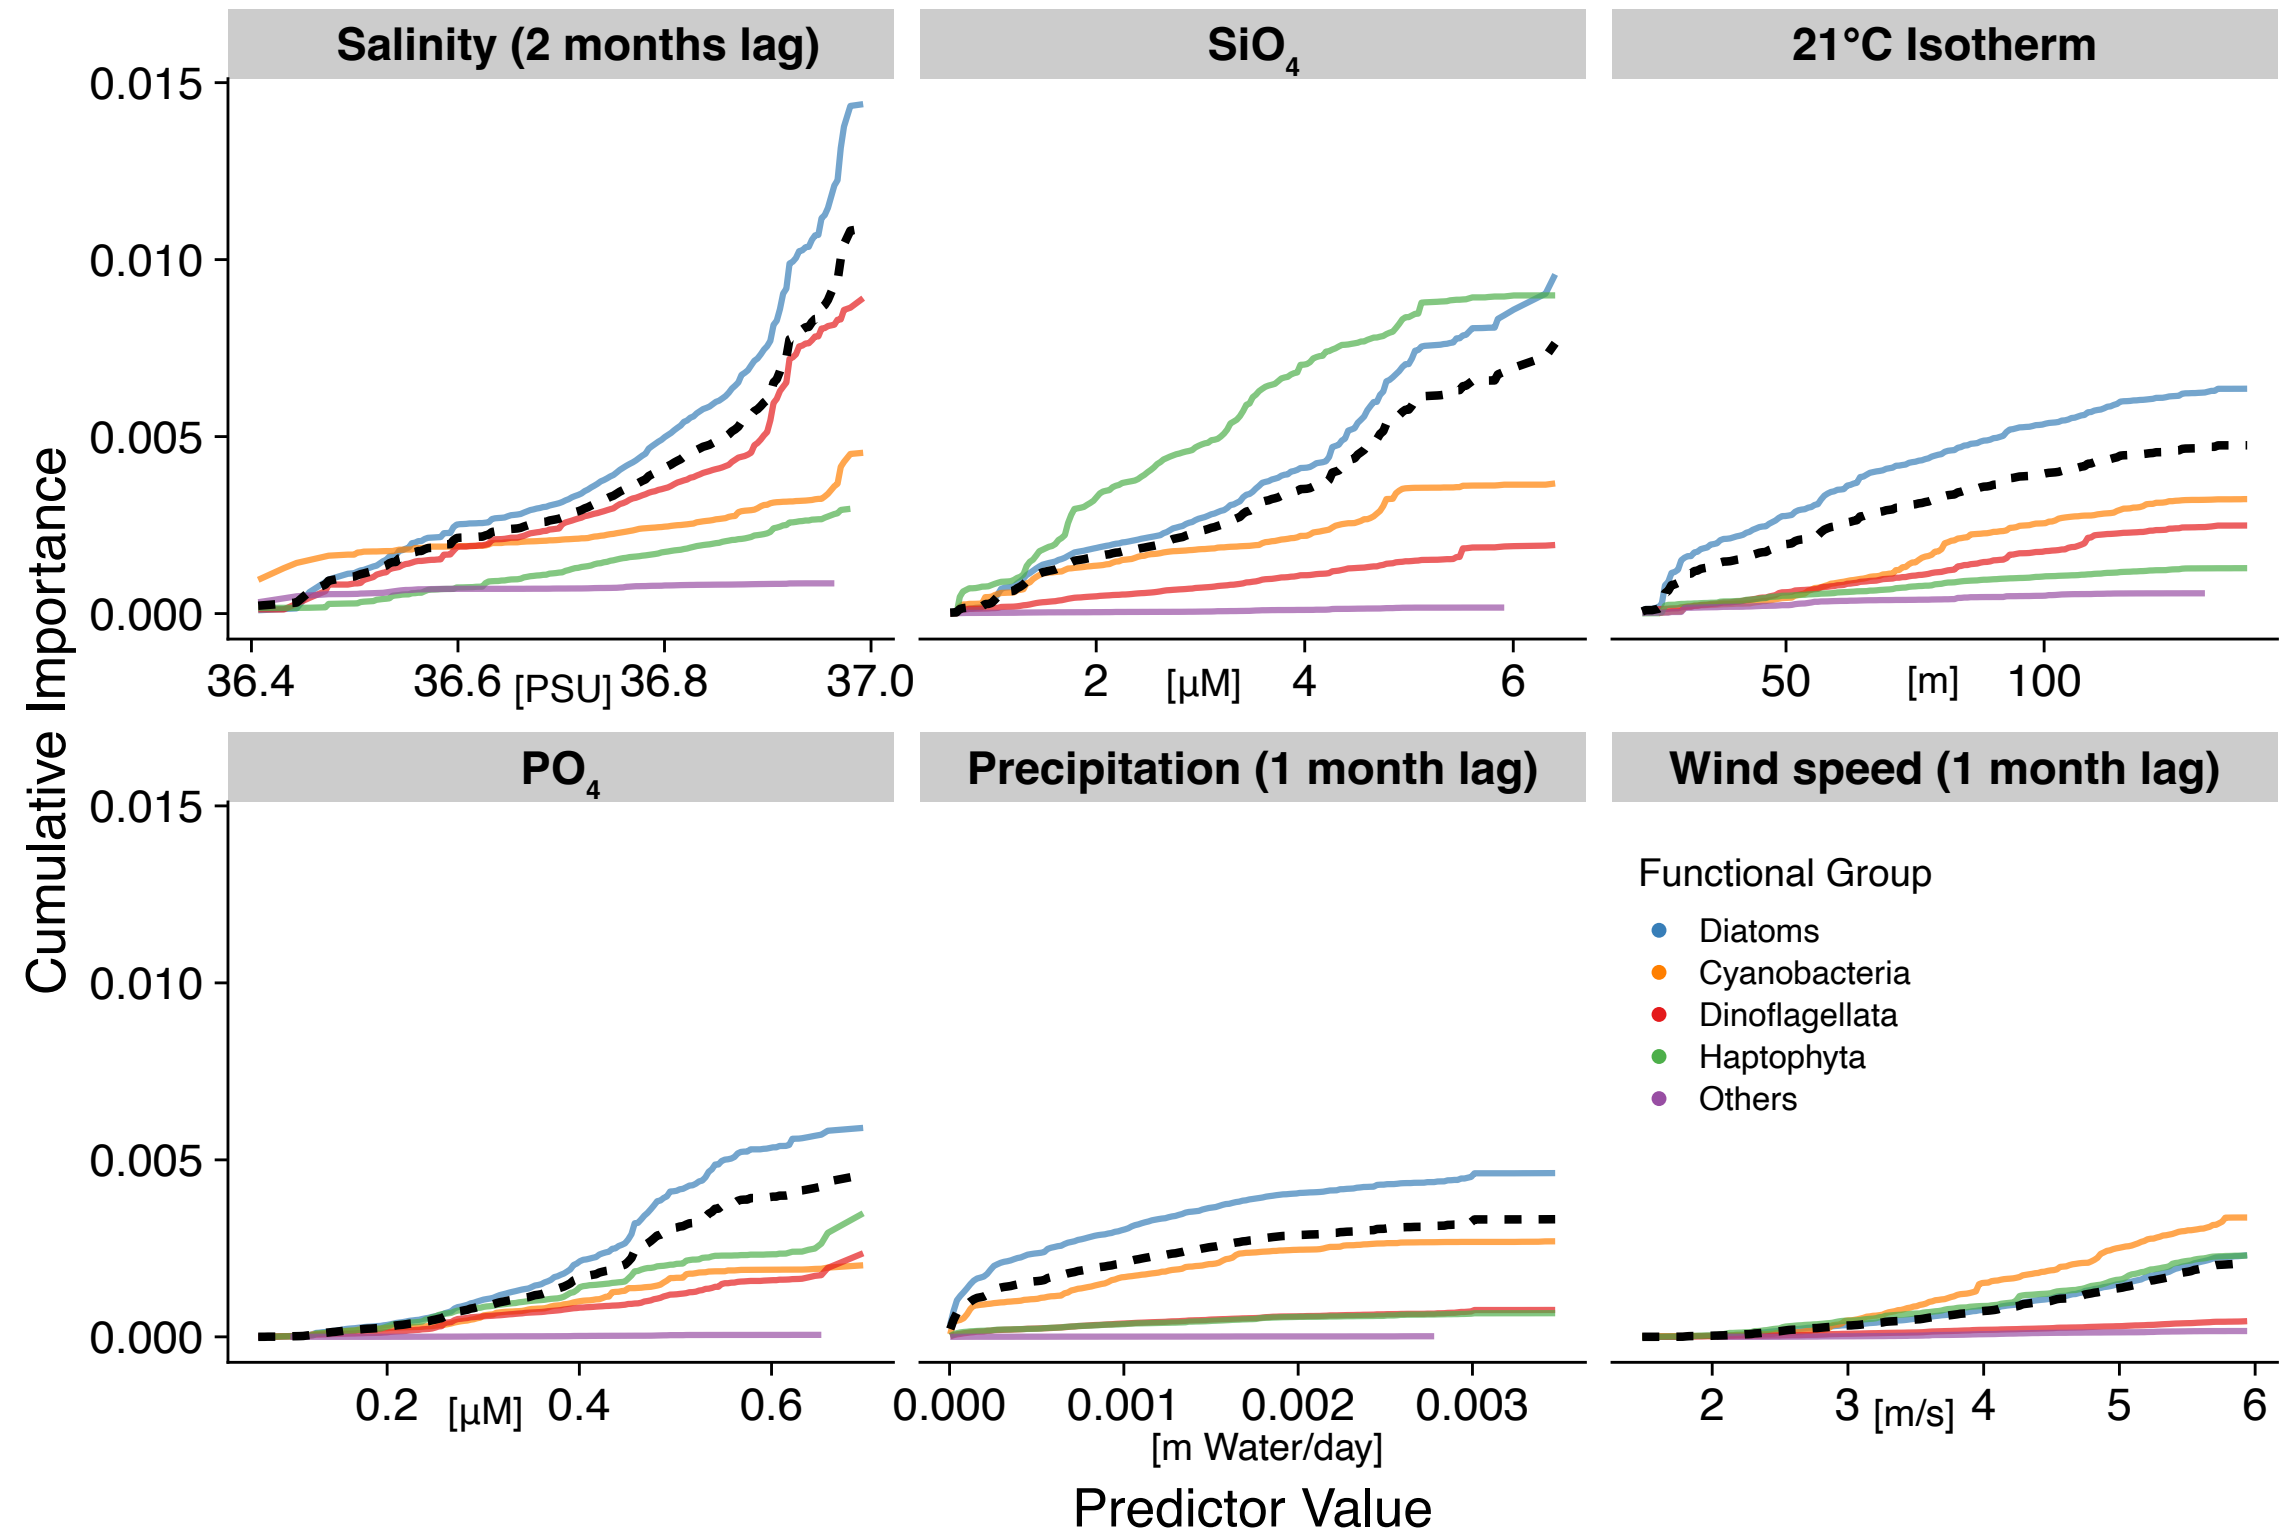 Salinity (2 months lag)
SiO4
21°C Isotherm
0.015
0.010
0.005
0.000
36.4 36.6 [PSU] 36.8 37.0
2 [µM] 4 6
50 [m] 100
Cumulative Importance
PO4
Precipitation (1 month lag)
Wind speed (1 month lag)
0.015
0.010
0.005
0.000
Functional Group
Diatoms
Cyanobacteria
Dinoflagellata
Haptophyta
Others
0.2 [µM] 0.4 0.6
0.000 0.001 0.002 0.003
[m Water/day]
2 3 [m/s] 4 5 6
Predictor Value